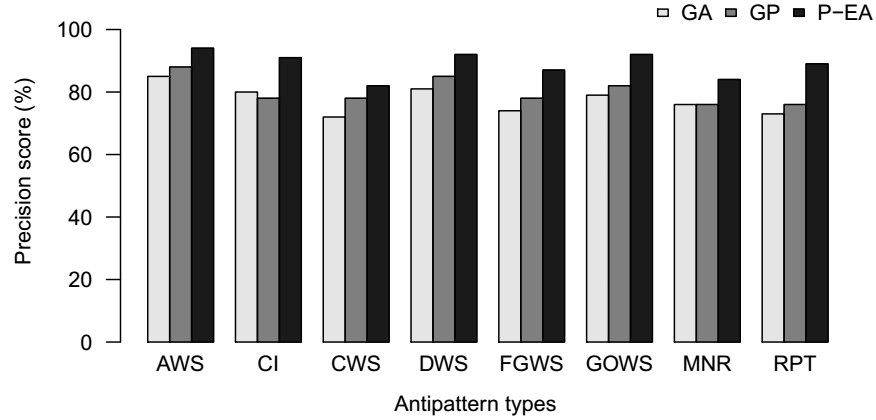 GA GP P−EA
Precision score (%)
100
80
60
40
20
0
AWS CI CWS DWS FGWS GOWS MNR RPT
Antipattern types